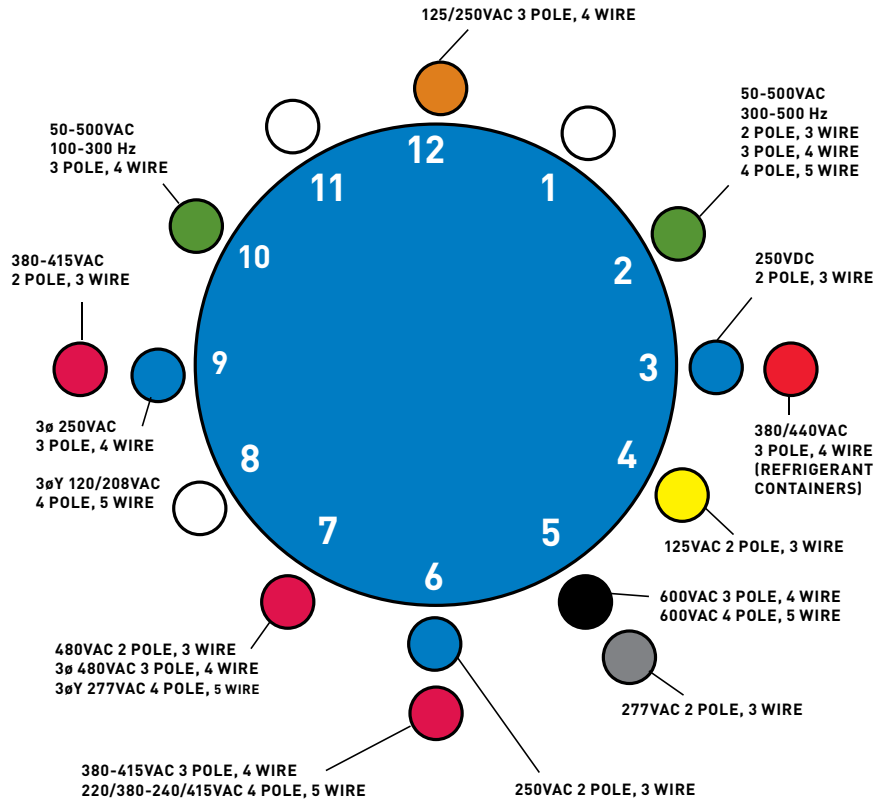 125/250VAC 3 POLE, 4 WIRE
50-500VAC
300-500 Hz
2 POLE, 3 WIRE
3 POLE, 4 WIRE
4 POLE, 5 WIRE
50-500VAC
100-300 Hz
3 POLE, 4 WIRE
12
11
1
10
2
380-415VAC
2 POLE, 3 WIRE
250VDC
2 POLE, 3 WIRE
9
3
3ø 250VAC
3 POLE, 4 WIRE
380/440VAC
3 POLE, 4 WIRE
(REFRIGERANT
CONTAINERS)
8
4
3øY 120/208VAC
4 POLE, 5 WIRE
7
5
125VAC 2 POLE, 3 WIRE
6
600VAC 3 POLE, 4 WIRE
600VAC 4 POLE, 5 WIRE
480VAC 2 POLE, 3 WIRE
3ø 480VAC 3 POLE, 4 WIRE
3øY 277VAC 4 POLE, 5 WIRE
277VAC 2 POLE, 3 WIRE
380-415VAC 3 POLE, 4 WIRE
220/380-240/415VAC 4 POLE, 5 WIRE
250VAC 2 POLE, 3 WIRE